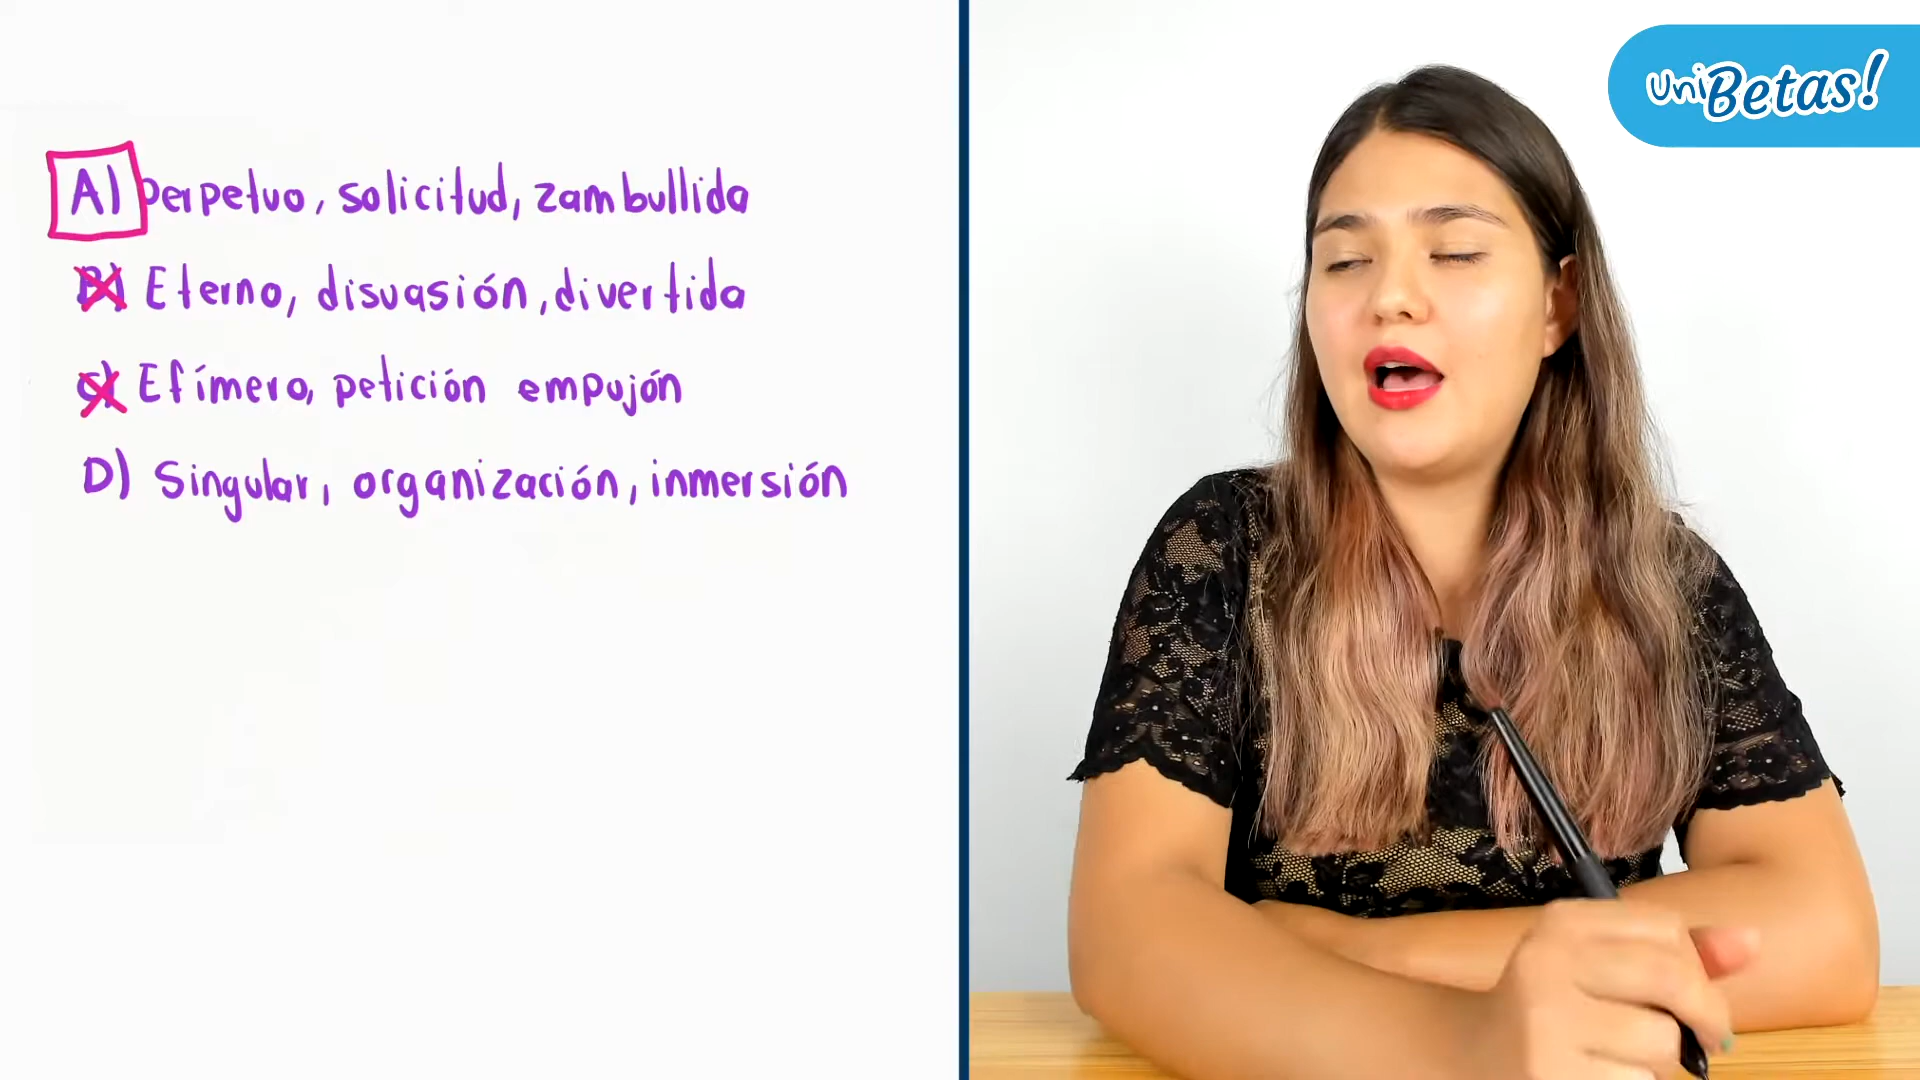 A) Perpetuo, solicitud, zambullida
B) Eterno, disuasión, divertida
C) Efímero, petición empujón
D) Singular, organización, inmersión
UniBetas!